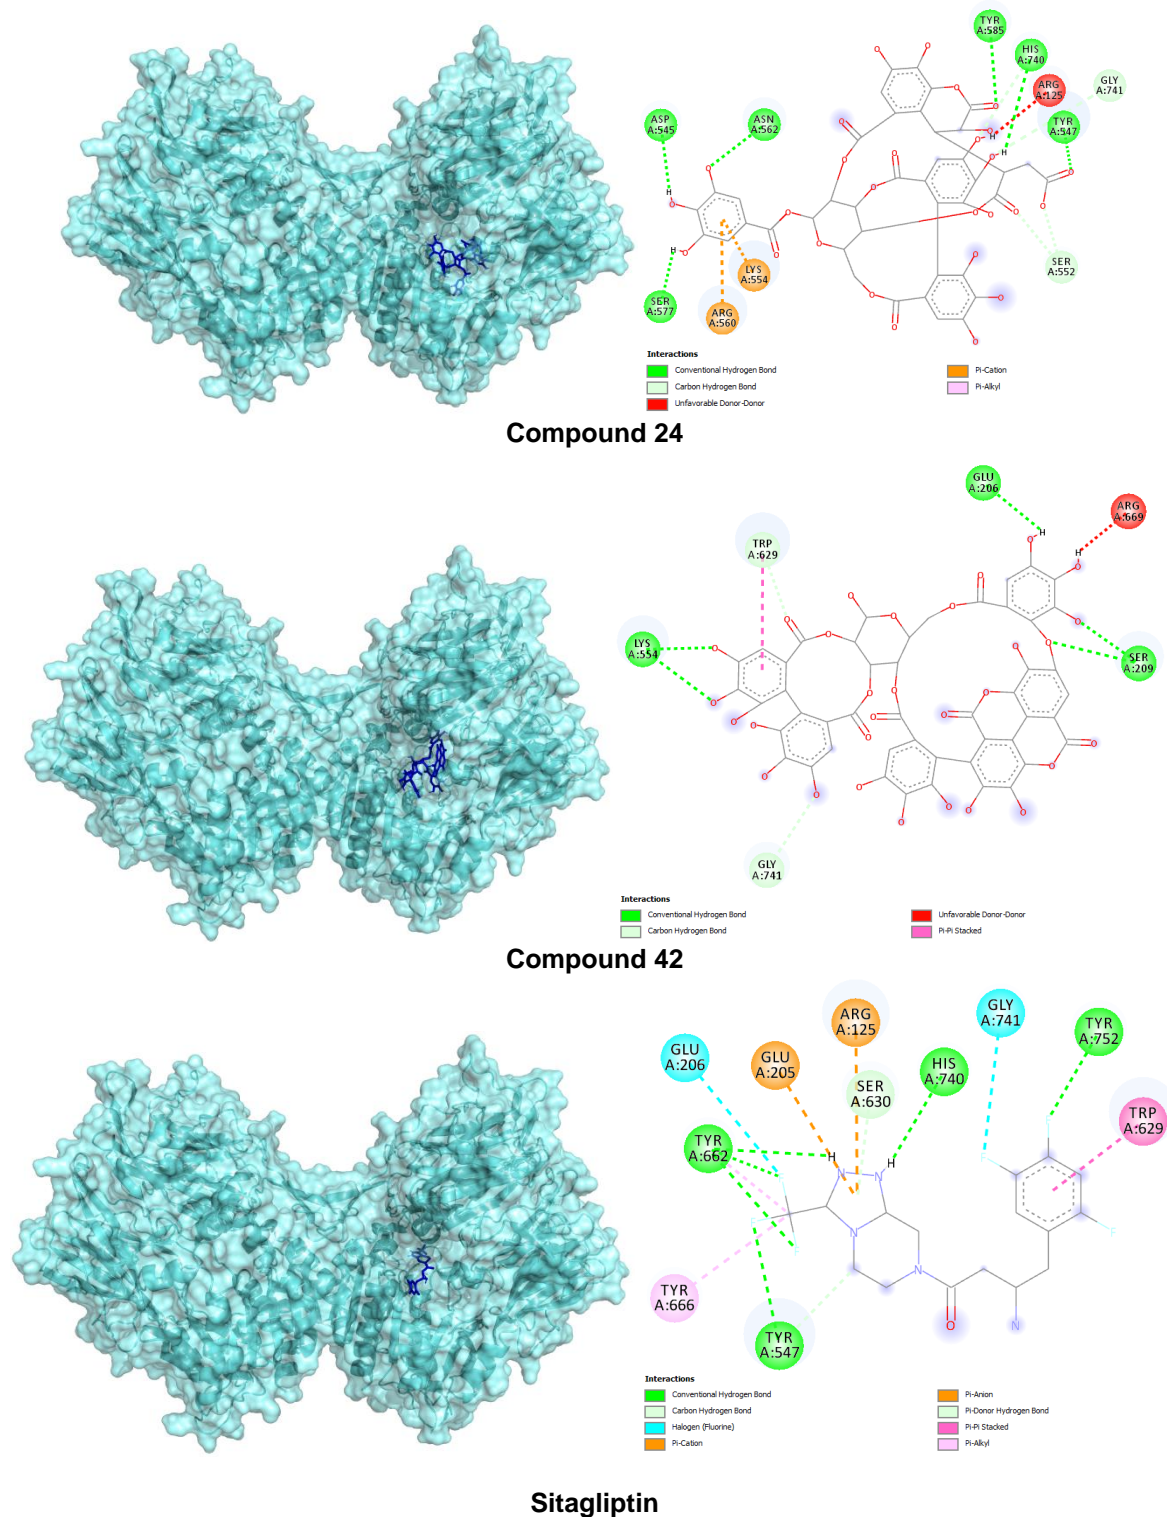 TYR
A:585
HIS
A:740
ARG
A:125
GLY
A:741
ASP
A:545
ASN
A:562
TYR
A:547
H
H
H
H
LYS
A:554
SER
A:552
SER
A:577
ARG
A:560
Interactions
Conventional Hydrogen Bond
Carbon Hydrogen Bond
Unfavorable Donor-Donor
Pi-Cation
Pi-Alkyl
Compound 24
GLU
A:206
ARG
A:669
TRP
A:629
H
H
LYS
A:554
SER
A:209
GLY
A:741
Interactions
Conventional Hydrogen Bond
Carbon Hydrogen Bond
Unfavorable Donor-Donor
Pi-Pi Stacked
Compound 42
ARG
A:125
GLY
A:741
TYR
A:752
GLU
A:206
GLU
A:205
HIS
A:740
SER
A:630
TRP
A:629
TYR
A:662
H
H
N
NH
F
F
N
N
TYR
A:666
O
N
TYR
A:547
Interactions
Conventional Hydrogen Bond
Carbon Hydrogen Bond
Halogen (Fluorine)
Pi-Cation
Pi-Anion
Pi-Donor Hydrogen Bond
Pi-Pi Stacked
Pi-Alkyl
Sitagliptin